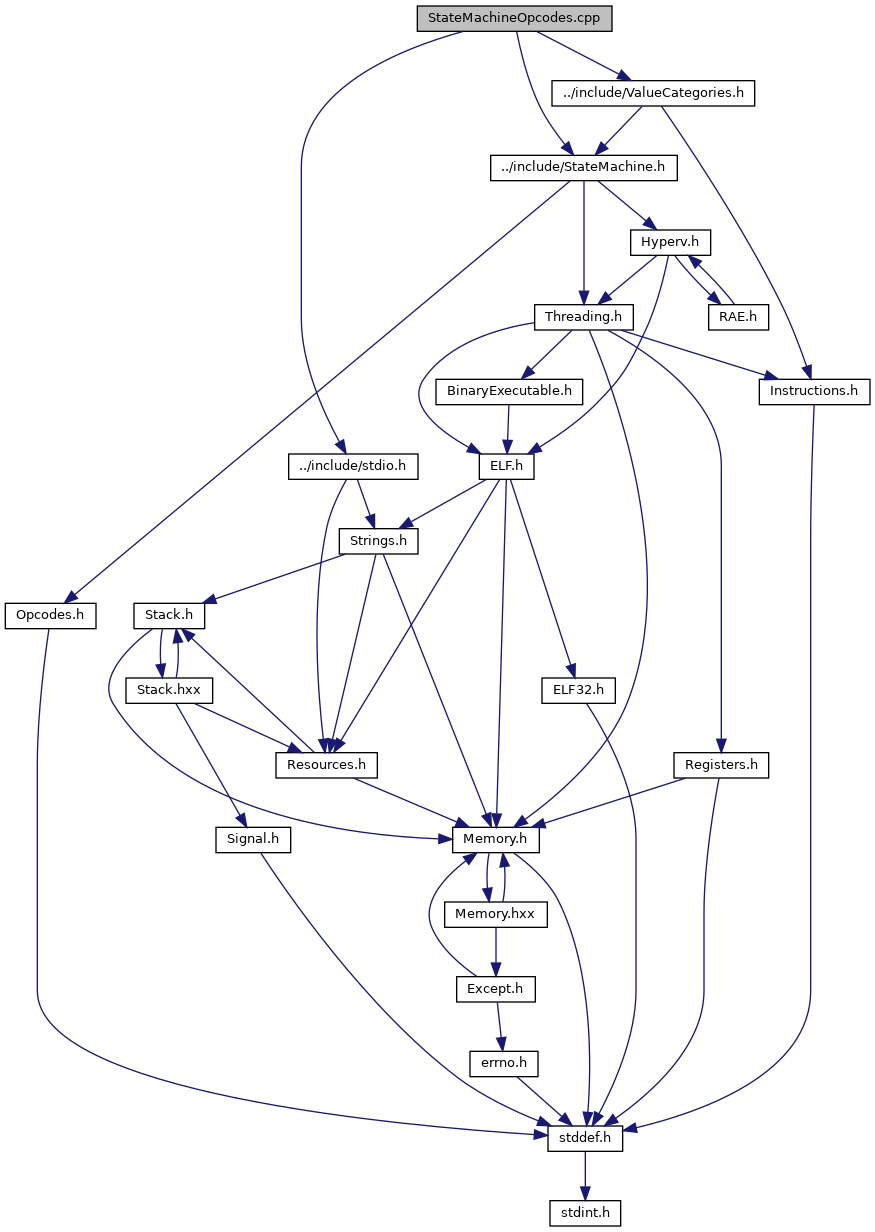 StateMachineOpcodes.cpp
../include/ValueCategories.h
../include/StateMachine.h
Hyperv.h
Threading.h
RAE.h
BinaryExecutable.h
Instructions.h
../include/stdio.h
ELF.h
Strings.h
Opcodes.h
Stack.h
Stack.hxx
ELF32.h
Resources.h
Registers.h
Signal.h
Memory.h
Memory.hxx
Except.h
errno.h
stddef.h
stdint.h